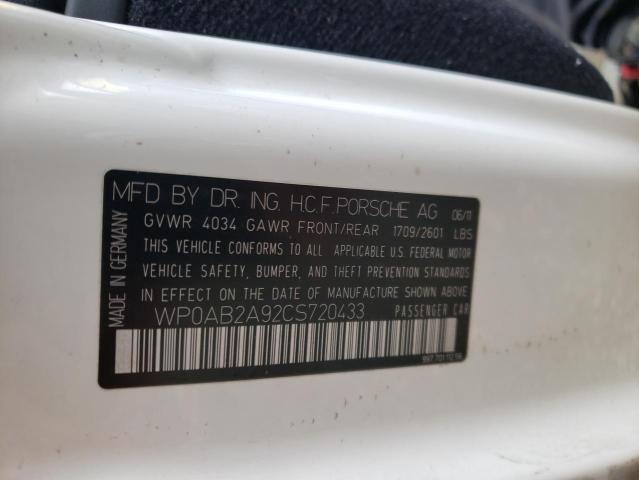 MFD BY DR. ING. H.C.F. PORSCHE AG 06/11
GVWR 4034 GAWR FRONT/REAR 1709/2601 LBS
THIS VEHICLE CONFORMS TO ALL APPLICABLE U.S. FEDERAL MOTOR
VEHICLE SAFETY, BUMPER, AND THEFT PREVENTION STANDARDS
IN EFFECT ON THE DATE OF MANUFACTURE SHOWN ABOVE
WP0AB2A92CS720433 PASSENGER CAR
MADE IN GERMANY